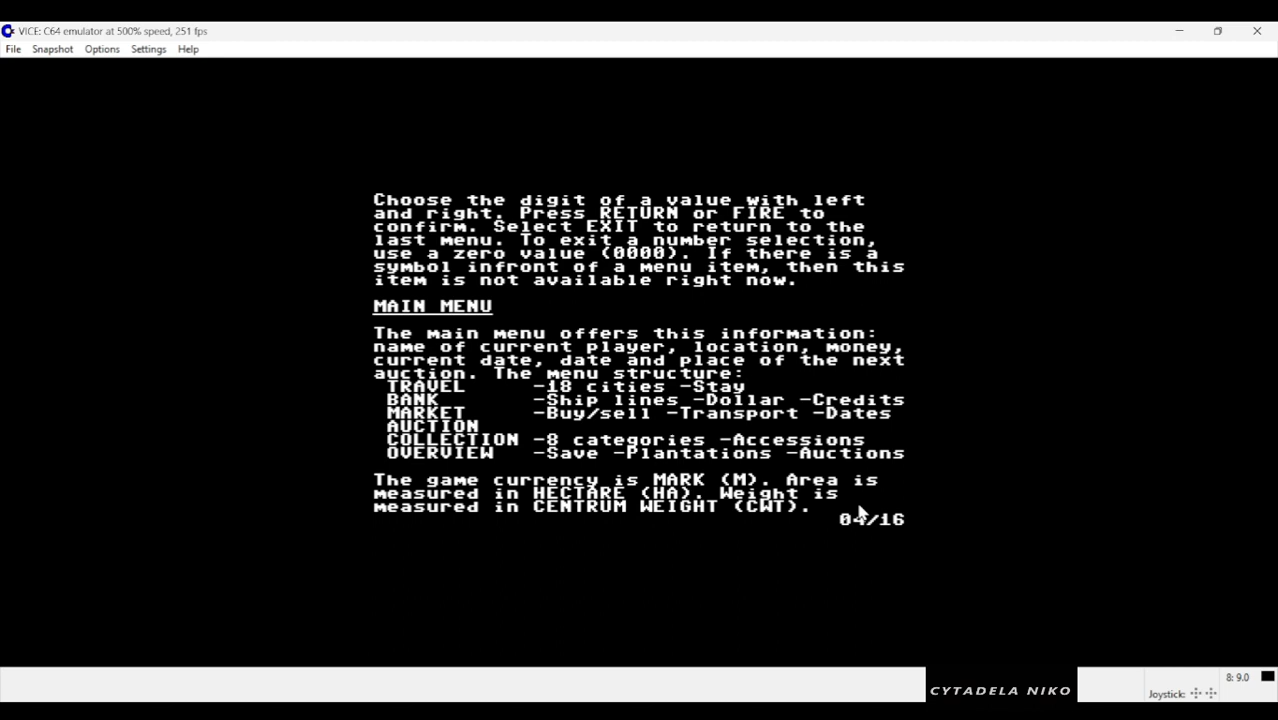 VICE: C64 emulator at 500% speed, 251 fps
File Snapshot Options Settings Help
Choose the digit of a value with left
and right. Press RETURN or FIRE to
confirm. Select EXIT to return to the
last menu. To exit a number selection,
use a zero value (0000). If there is a
symbol infront of a menu item, then this
item is not available right now.
MAIN MENU
The main menu offers this information:
name of current player, location, money,
current date, date and place of the next
auction. The menu structure:
TRAVEL -18 cities -Stay
BANK -Ship lines -Dollar -Credits
MARKET -Buy/sell -Transport -Dates
AUCTION
COLLECTION -8 categories -Accessions
OVERVIEW -Save -Plantations -Auctions
The game currency is MARK (M). Area is
measured in HECTARE (HA). Weight is
measured in CENTRUM WEIGHT (CWT).
04/16
CYTADELA NIKO
8: 9.0
Joystick: